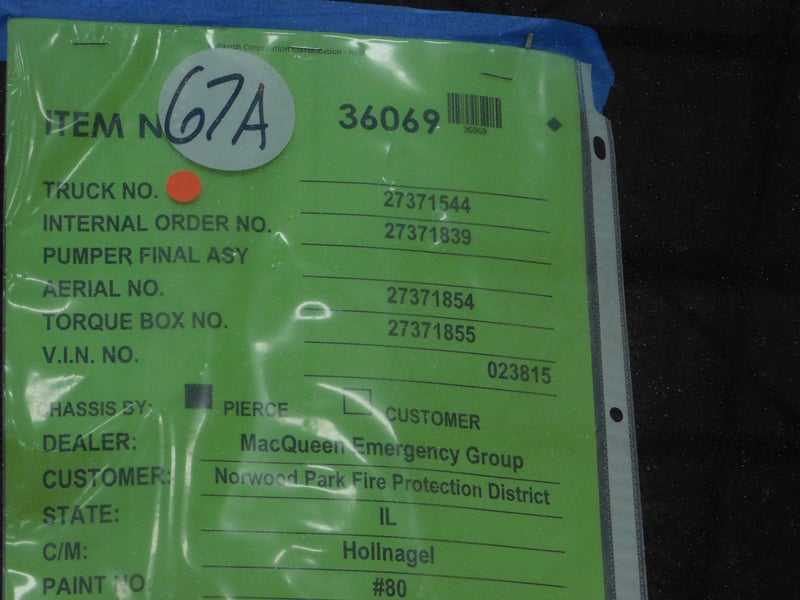 Corporation Classification -
ITEM N 67A 36069
36069
TRUCK NO. 27371544
INTERNAL ORDER NO. 27371839
PUMPER FINAL ASY
AERIAL NO. 27371854
TORQUE BOX NO. 27371855
V.I.N. NO. 023815
CHASSIS BY: PIERCE CUSTOMER
DEALER: MacQueen Emergency Group
CUSTOMER: Norwood Park Fire Protection District
STATE: IL
C/M: Hollnagel
PAINT NO. #80